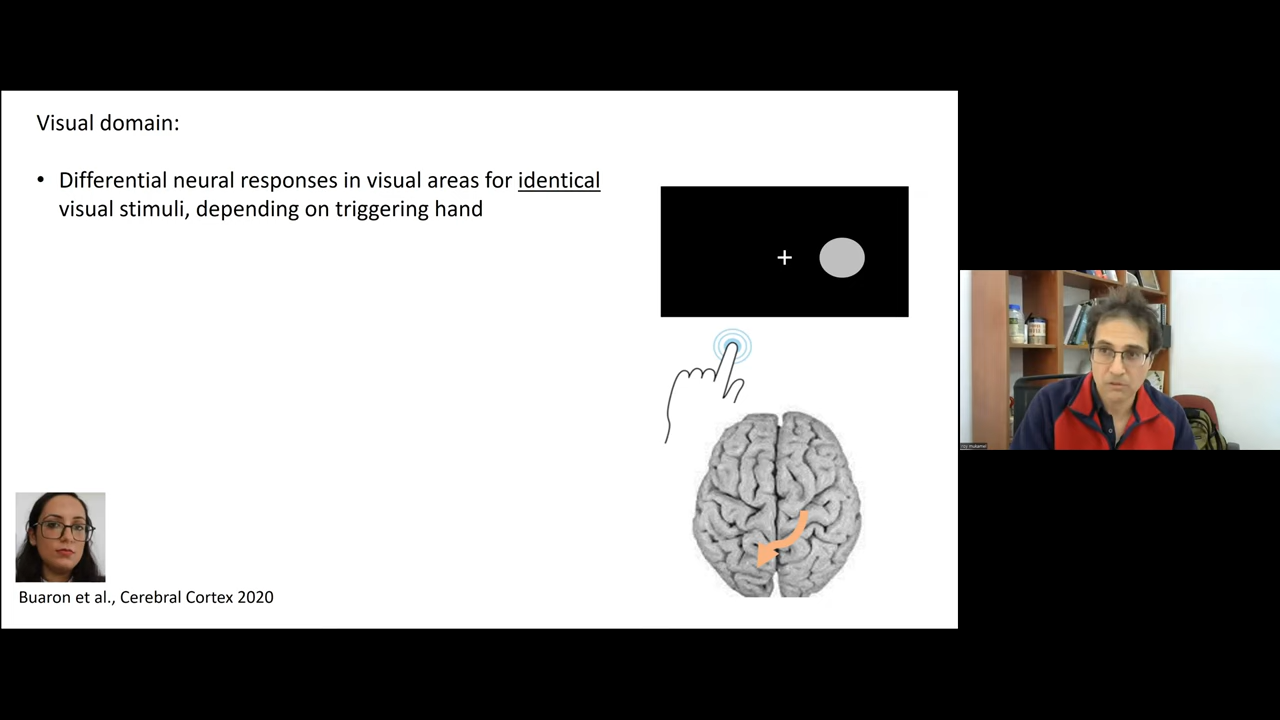 Visual domain:
• Differential neural responses in visual areas for identical
visual stimuli, depending on triggering hand
+
Buaron et al., Cerebral Cortex 2020